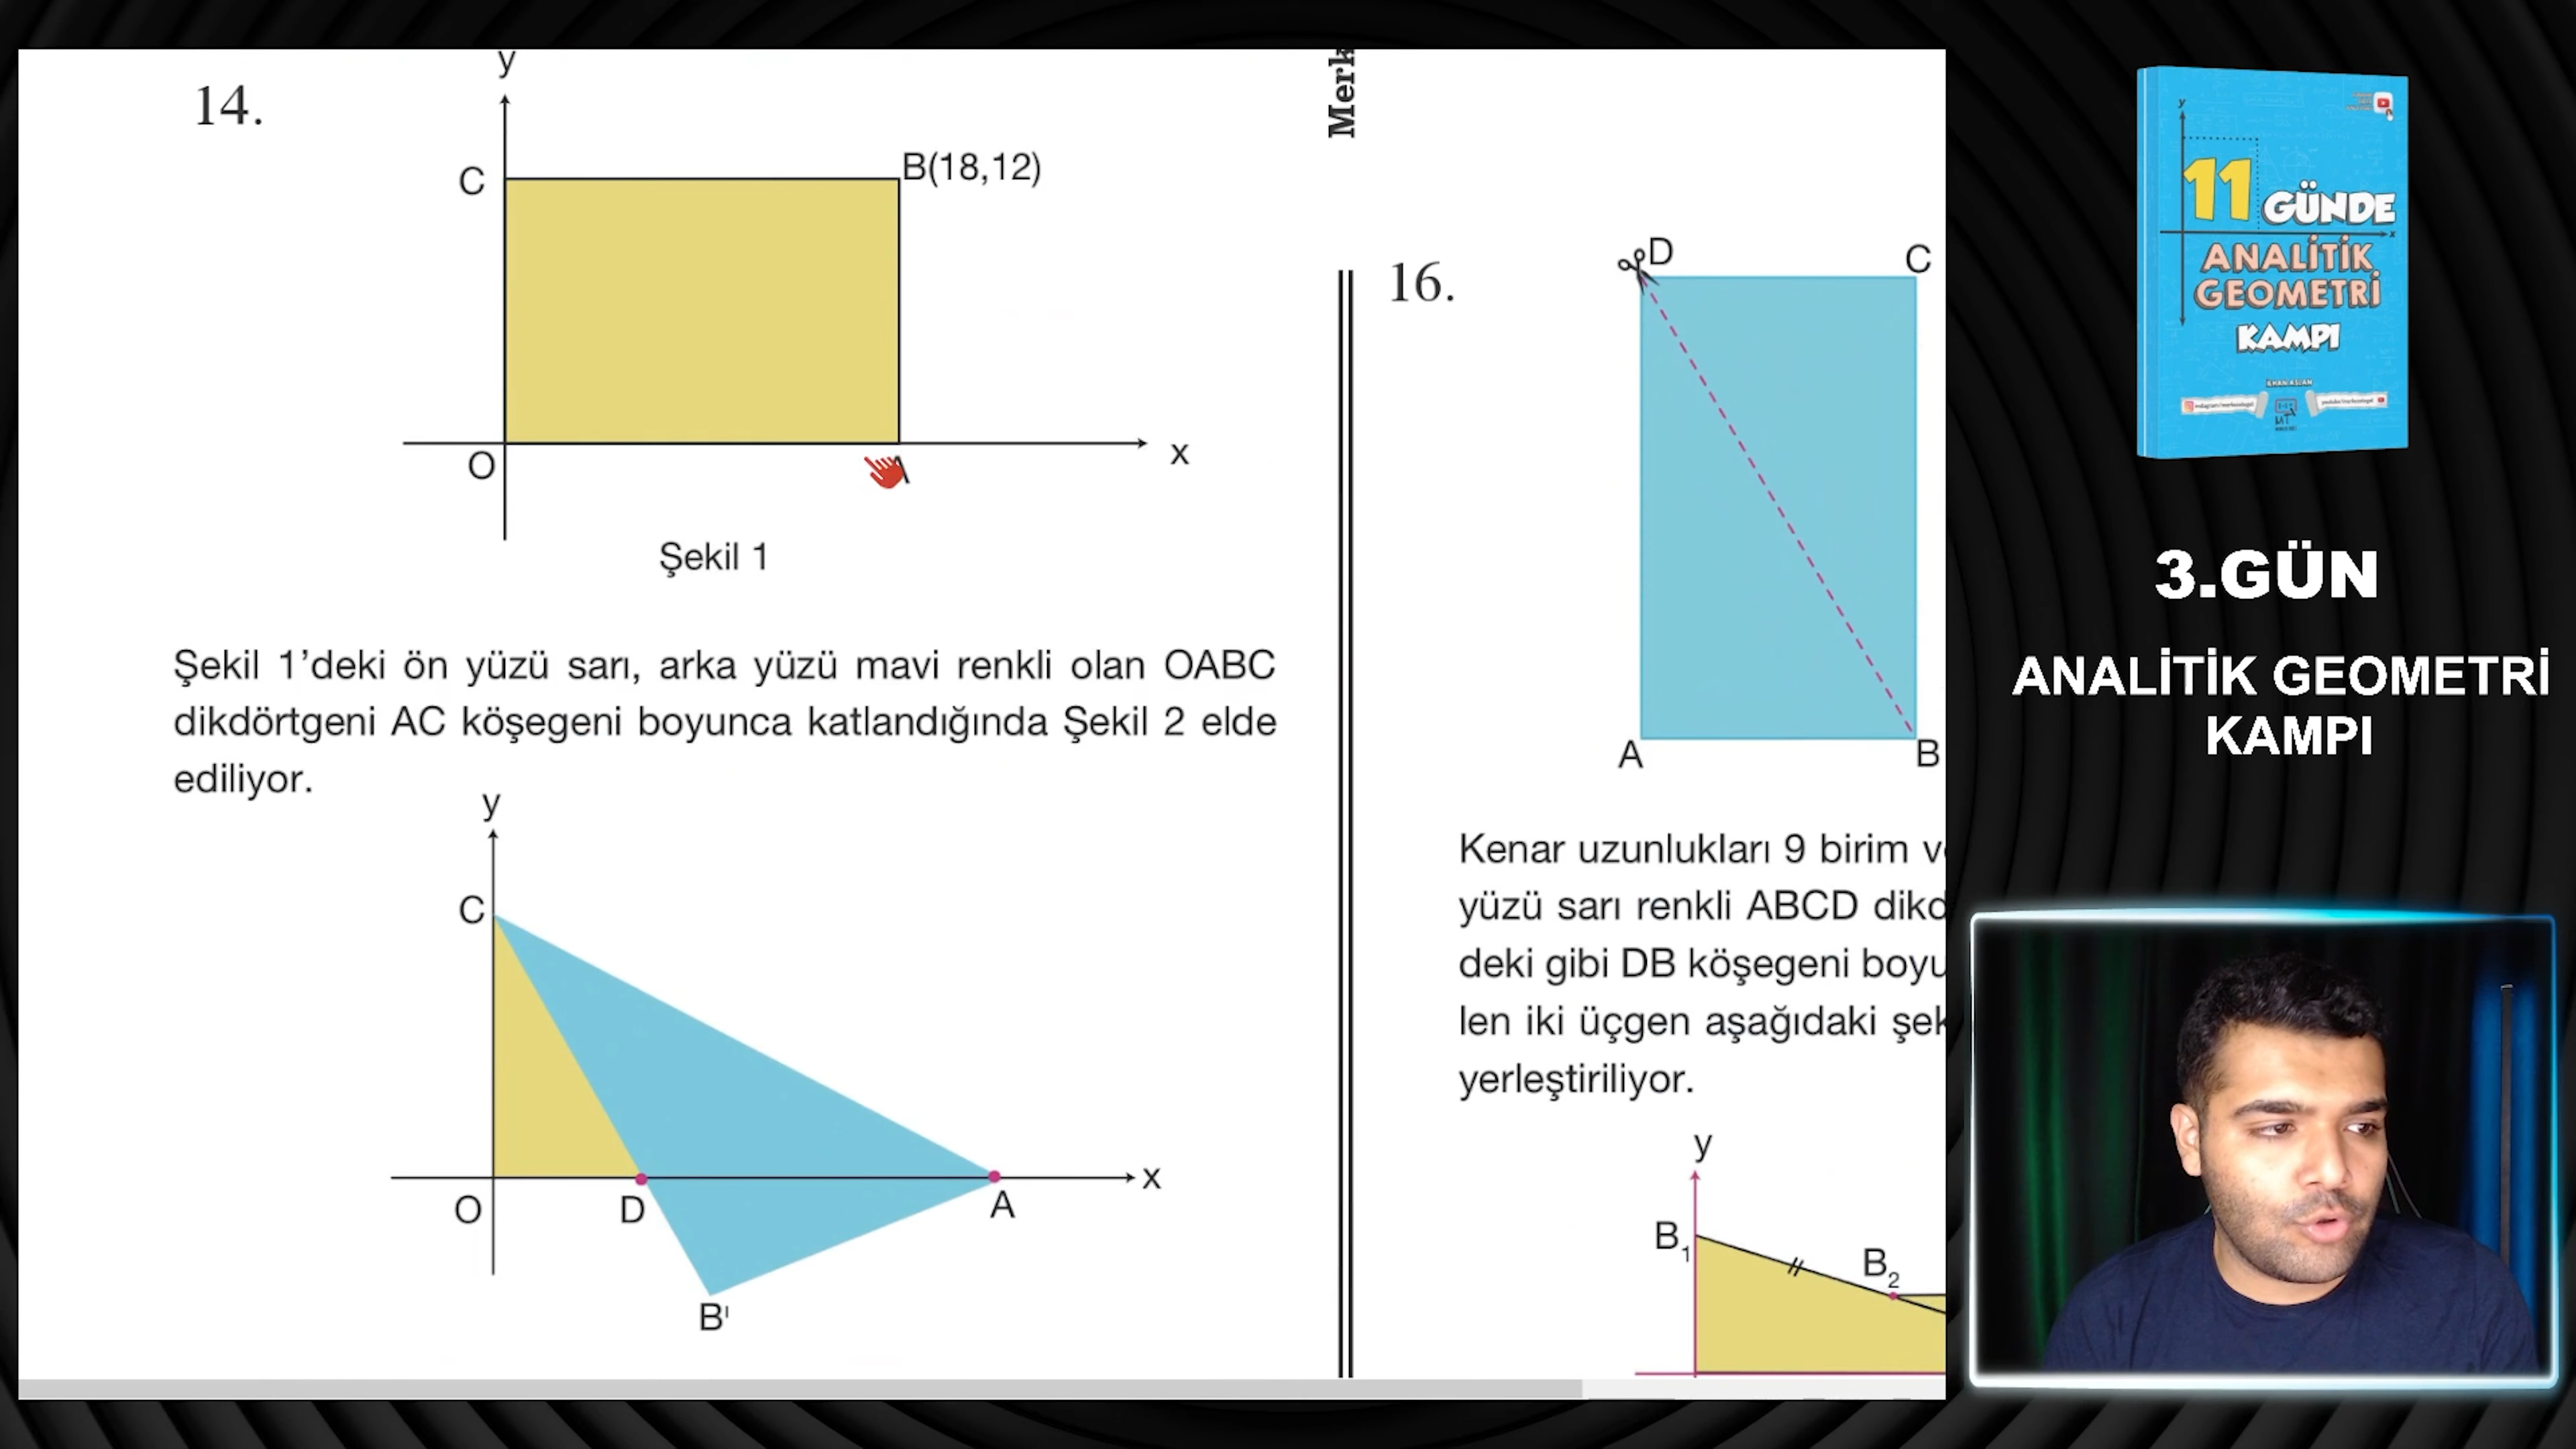 14.
y
C
B(18,12)
O
x
Şekil 1
Şekil 1'deki ön yüzü sarı, arka yüzü mavi renkli olan OABC
dikdörtgeni AC köşegeni boyunca katlandığında Şekil 2 elde
ediliyor.
y
C
O
D
A
x
B'
Merk
16.
D
C
A
B
Kenar uzunlukları 9 birim
yüzü sarı renkli ABCD
deki gibi DB köşegeni
len iki üçgen aşağıdaki
yerleştiriliyor.
y
B1
B2
y
11 GÜNDE
x
ANALİTİK
GEOMETRİ
KAMPI
İLHAN ASLAN
3.GÜN
ANALİTİK GEOMETRİ
KAMPI